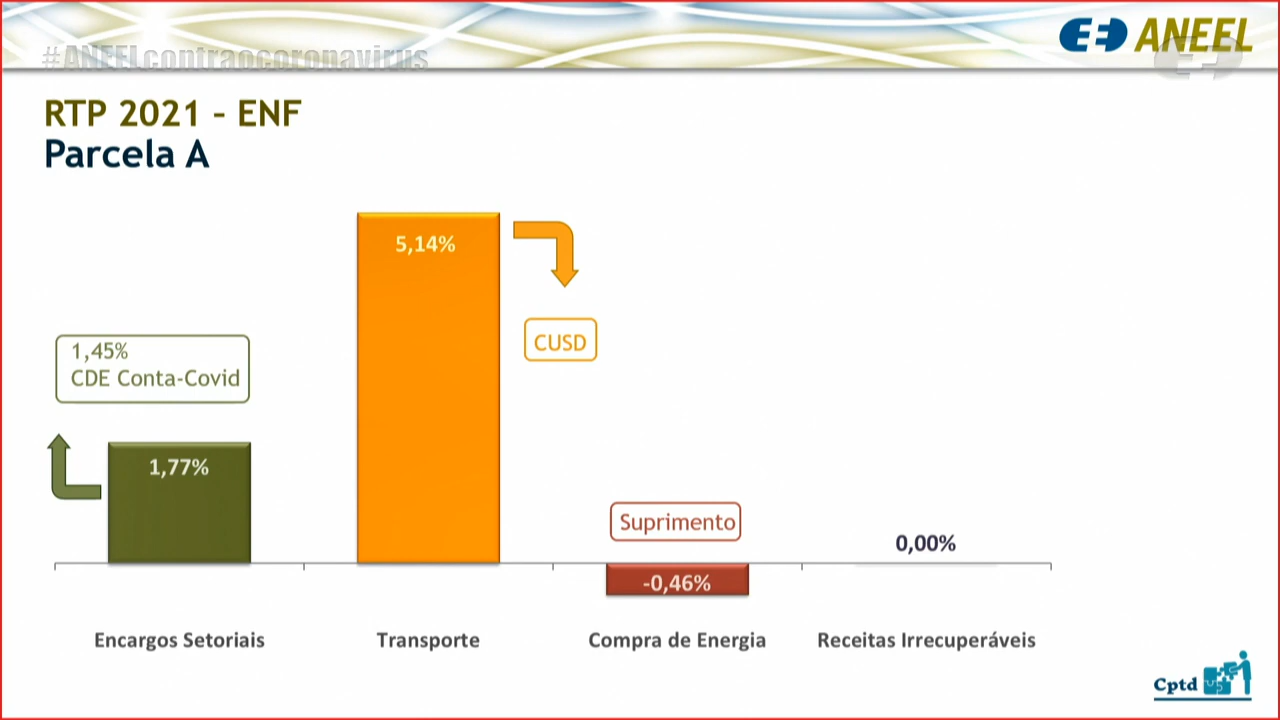 #ANEELcontraocoronavirus
ANEEL
RTP 2021 – ENF
Parcela A
5,14%
CUSD
1,45%
CDE Conta-Covid
1,77%
Suprimento
-0,46%
0,00%
Encargos Setoriais
Transporte
Compra de Energia
Receitas Irrecuperáveis
Cptd